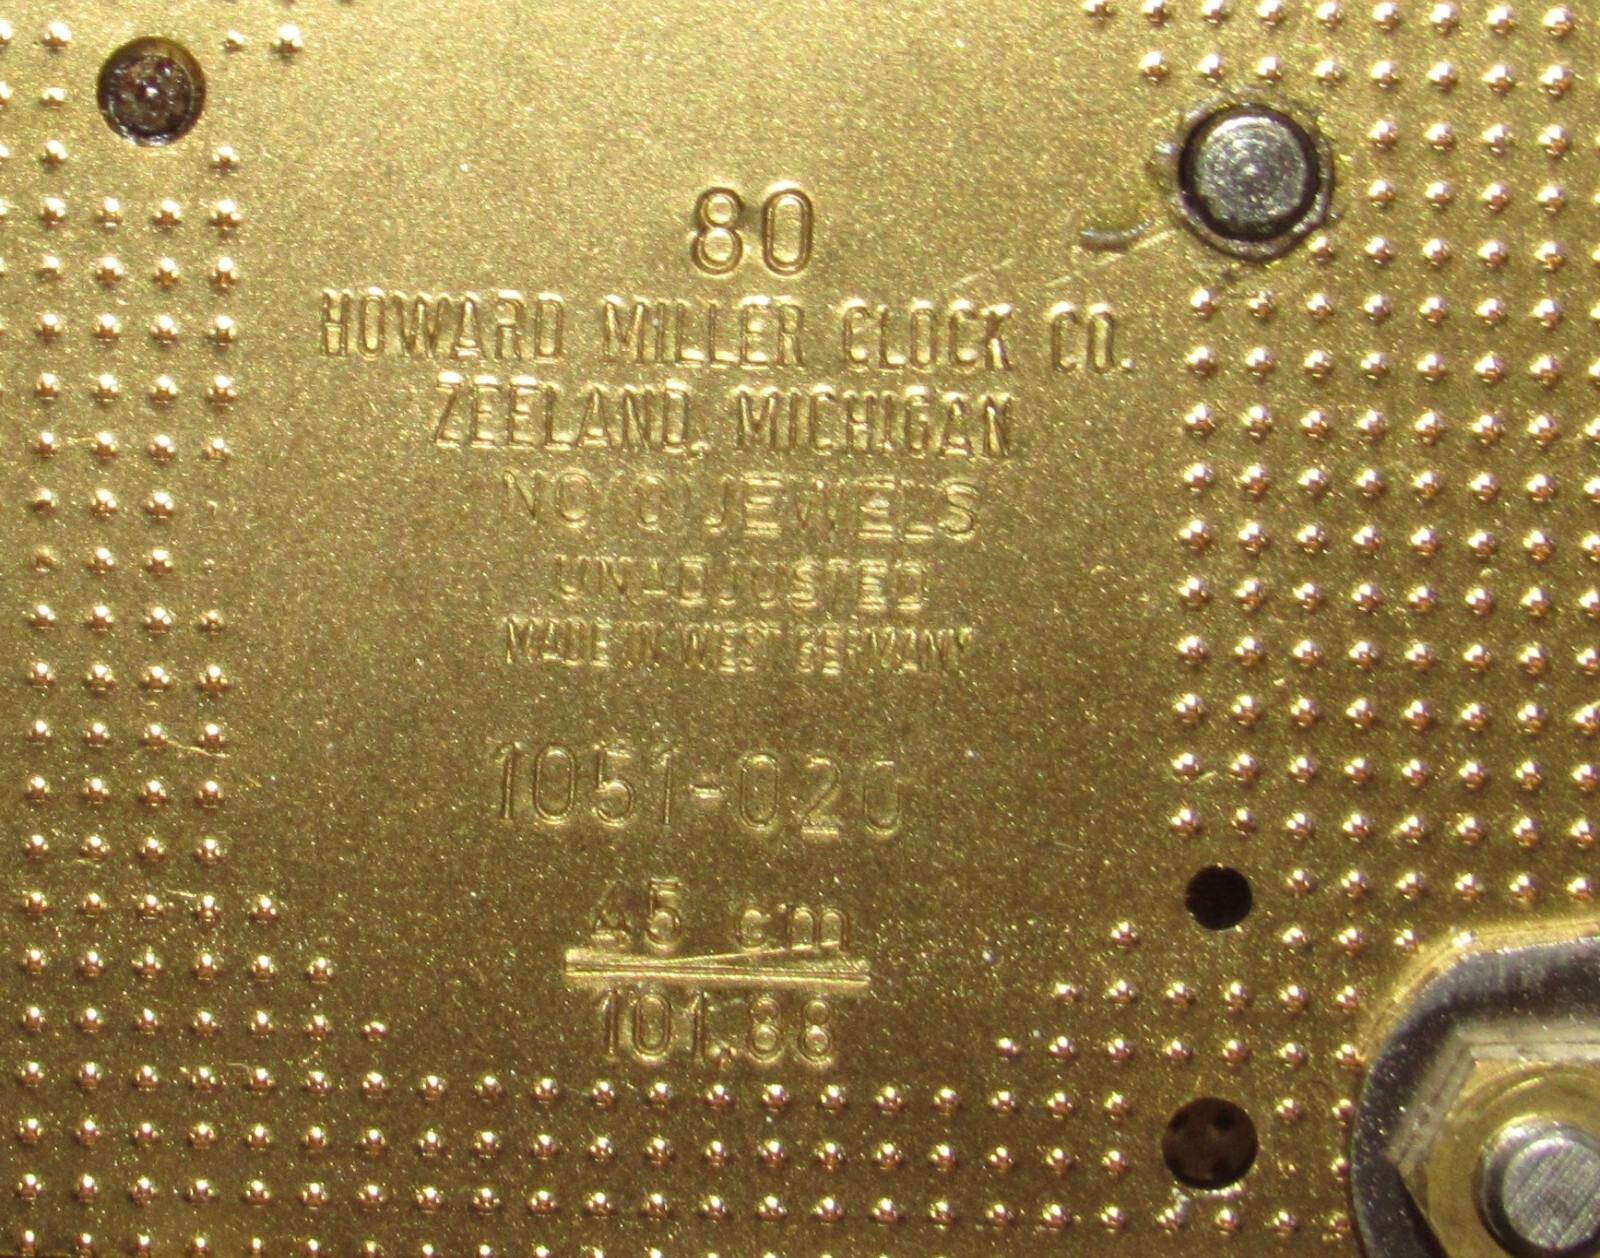 80
HOWARD MILLER CLOCK CO.
ZEELAND, MICHIGAN
NO (0) JEWELS
UNADJUSTED
MADE IN WEST GERMANY
1051-020
45 cm
101,88